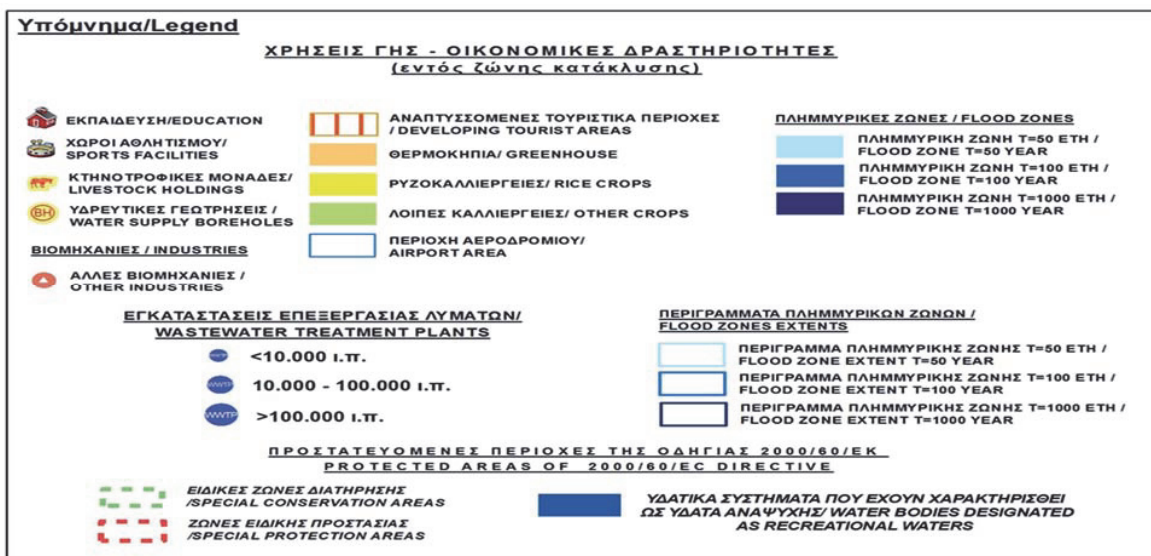 Υπόμνημα/Legend
ΧΡΗΣΕΙΣ ΓΗΣ - ΟΙΚΟΝΟΜΙΚΕΣ ΔΡΑΣΤΗΡΙΟΤΗΤΕΣ
(εντός ζώνης κατάκλυσης)
ΕΚΠΑΙΔΕΥΣΗ/EDUCATION
ΧΩΡΟΙ ΑΘΛΗΤΙΣΜΟΥ/
SPORTS FACILITIES
ΚΤΗΝΟΤΡΟΦΙΚΕΣ ΜΟΝΑΔΕΣ/
LIVESTOCK HOLDINGS
ΒΗ
ΥΔΡΕΥΤΙΚΕΣ ΓΕΩΤΡΗΣΕΙΣ /
WATER SUPPLY BOREHOLES
ΒΙΟΜΗΧΑΝΙΕΣ / INDUSTRIES
ΑΛΛΕΣ ΒΙΟΜΗΧΑΝΙΕΣ /
OTHER INDUSTRIES
ΑΝΑΠΤΥΣΣΟΜΕΝΕΣ ΤΟΥΡΙΣΤΙΚΑ ΠΕΡΙΟΧΕΣ
/ DEVELOPING TOURIST AREAS
ΘΕΡΜΟΚΗΠΙΑ/ GREENHOUSE
ΡΥΖΟΚΑΛΛΙΕΡΓΕΙΕΣ/ RICE CROPS
ΛΟΙΠΕΣ ΚΑΛΛΙΕΡΓΕΙΕΣ/ OTHER CROPS
ΠΕΡΙΟΧΗ ΑΕΡΟΔΡΟΜΙΟΥ/
AIRPORT AREA
ΠΛΗΜΜΥΡΙΚΕΣ ΖΩΝΕΣ / FLOOD ZONES
ΠΛΗΜΜΥΡΙΚΗ ΖΩΝΗ T=50 ΕΤΗ /
FLOOD ZONE T=50 YEAR
ΠΛΗΜΜΥΡΙΚΗ ΖΩΝΗ T=100 ΕΤΗ /
FLOOD ZONE T=100 YEAR
ΠΛΗΜΜΥΡΙΚΗ ΖΩΝΗ T=1000 ΕΤΗ /
FLOOD ZONE T=1000 YEAR
ΕΓΚΑΤΑΣΤΑΣΕΙΣ ΕΠΕΞΕΡΓΑΣΙΑΣ ΛΥΜΑΤΩΝ/
WASTEWATER TREATMENT PLANTS
<10.000 ι.π.
WWTP
10.000 - 100.000 ι.π.
WWTP
>100.000 ι.π.
ΠΕΡΙΓΡΑΜΜΑΤΑ ΠΛΗΜΜΥΡΙΚΩΝ ΖΩΝΩΝ /
FLOOD ZONES EXTENTS
ΠΕΡΙΓΡΑΜΜΑ ΠΛΗΜΜΥΡΙΚΗΣ ΖΩΝΗΣ T=50 ΕΤΗ /
FLOOD ZONE EXTENT T=50 YEAR
ΠΕΡΙΓΡΑΜΜΑ ΠΛΗΜΜΥΡΙΚΗΣ ΖΩΝΗΣ T=100 ΕΤΗ /
FLOOD ZONE EXTENT T=100 YEAR
ΠΕΡΙΓΡΑΜΜΑ ΠΛΗΜΜΥΡΙΚΗΣ ΖΩΝΗΣ T=1000 ΕΤΗ /
FLOOD ZONE EXTENT T=1000 YEAR
ΠΡΟΣΤΑΤΕΥΟΜΕΝΕΣ ΠΕΡΙΟΧΕΣ ΤΗΣ ΟΔΗΓΙΑΣ 2000/60/ΕΚ
PROTECTED AREAS OF 2000/60/EC DIRECTIVE
ΕΙΔΙΚΕΣ ΖΩΝΕΣ ΔΙΑΤΗΡΗΣΗΣ
/SPECIAL CONSERVATION AREAS
ΖΩΝΕΣ ΕΙΔΙΚΗΣ ΠΡΟΣΤΑΣΙΑΣ
/SPECIAL PROTECTION AREAS
ΥΔΑΤΙΚΑ ΣΥΣΤΗΜΑΤΑ ΠΟΥ ΕΧΟΥΝ ΧΑΡΑΚΤΗΡΙΣΘΕΙ
ΩΣ ΥΔΑΤΑ ΑΝΑΨΥΧΗΣ/ WATER BODIES DESIGNATED
AS RECREATIONAL WATERS